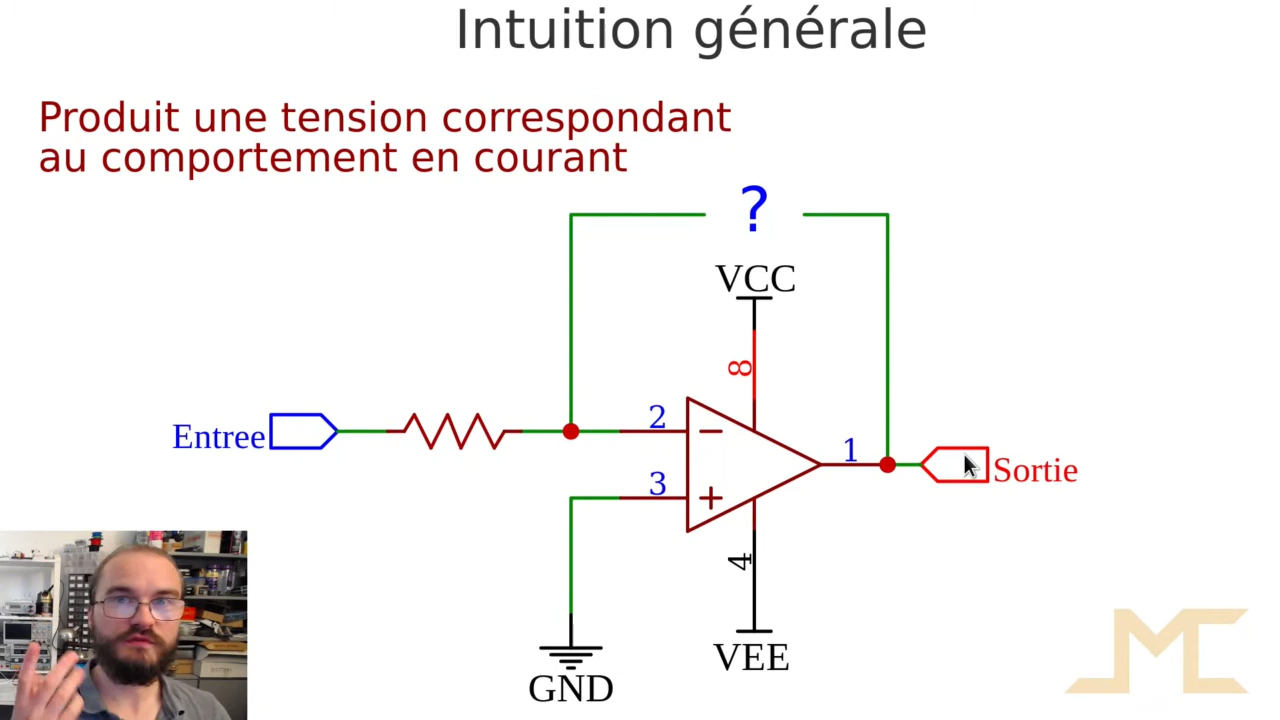 Intuition générale
Produit une tension correspondant
au comportement en courant
?
VCC
8
2
Entree
1
3
Sortie
4
VEE
GND